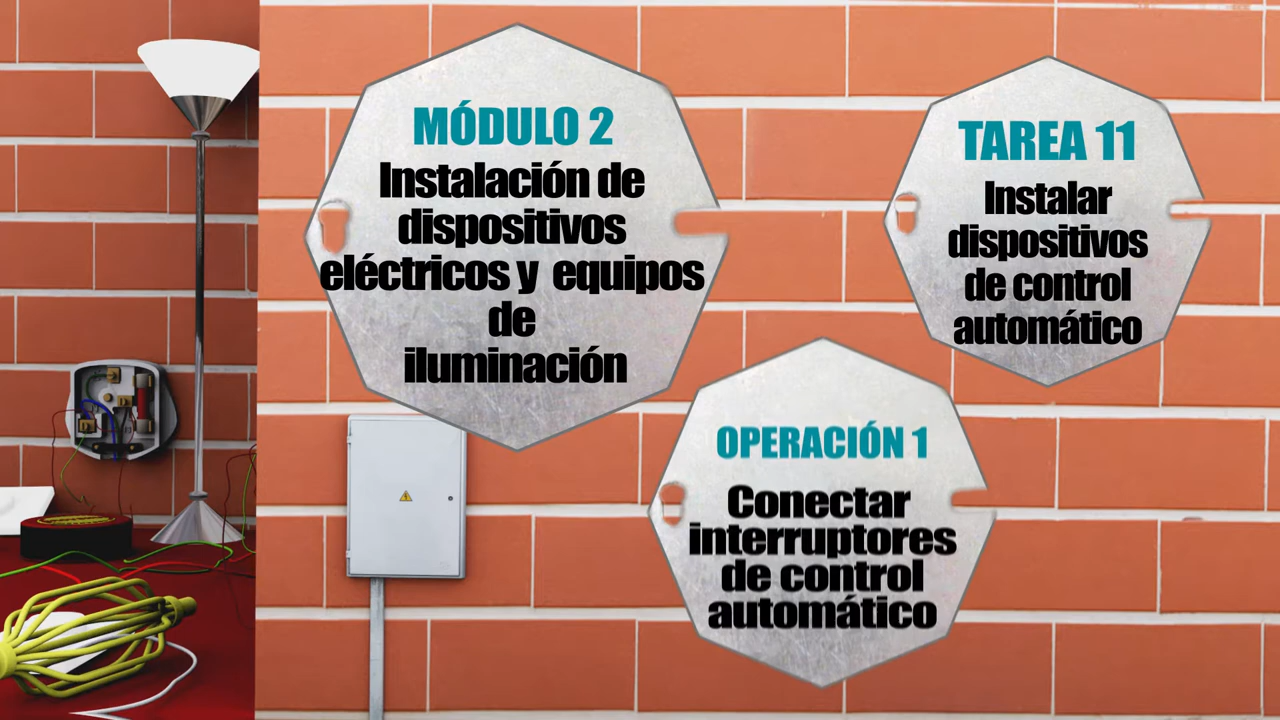 MÓDULO 2
Instalación de
dispositivos
eléctricos y equipos
de
iluminación
TAREA 11
Instalar
dispositivos
de control
automático
OPERACIÓN 1
Conectar
interruptores
de control
automático